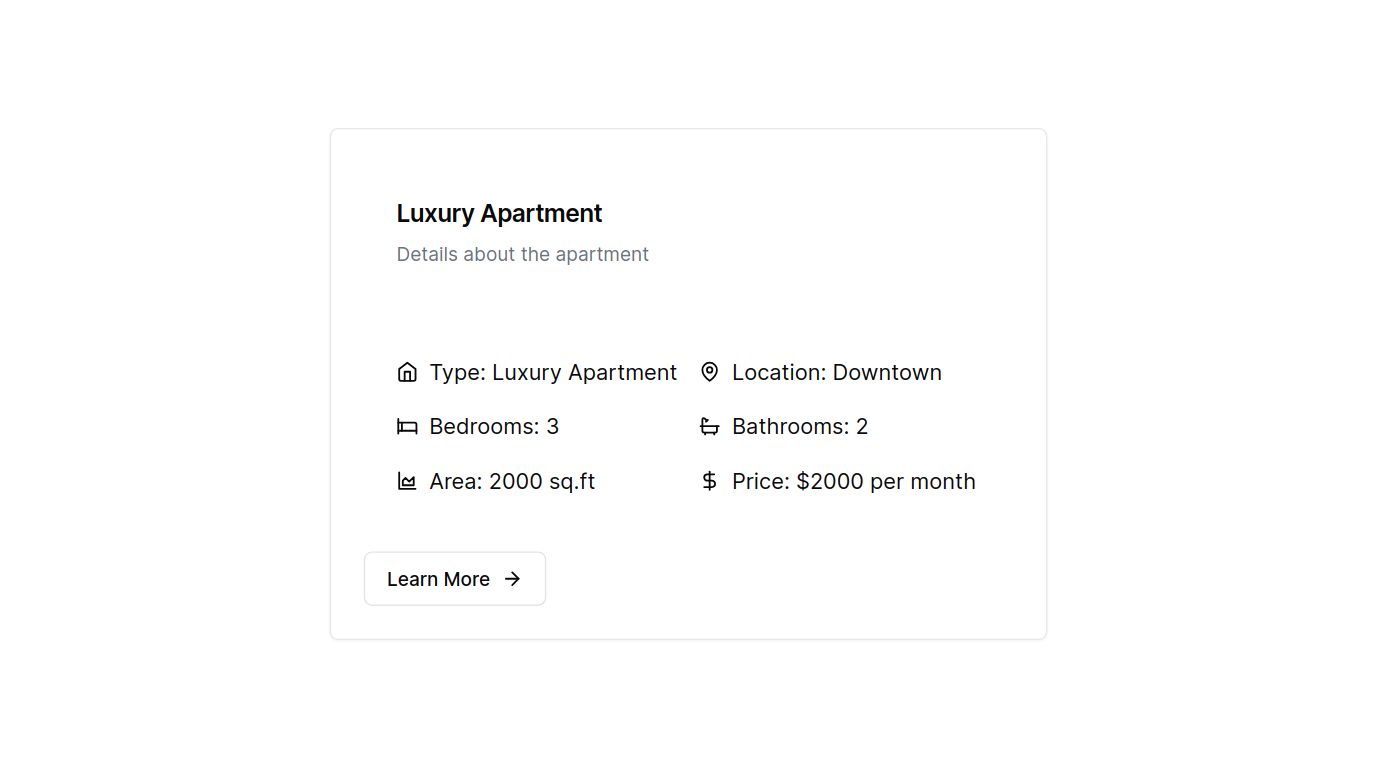 Luxury Apartment
Details about the apartment
Type: Luxury Apartment
Location: Downtown
Bedrooms: 3
Bathrooms: 2
Area: 2000 sq.ft
Price: $2000 per month
Learn More